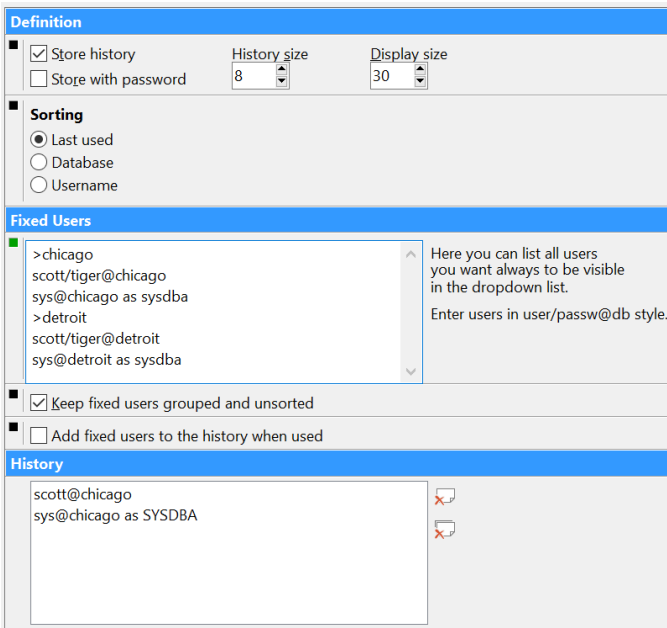 Definition
Store history
History size
Display size
Store with password
8
30
Sorting
Last used
Database
Username
Fixed Users
>chicago
scott/tiger@chicago
sys@chicago as sysdba
>detroit
scott/tiger@detroit
sys@detroit as sysdba
Here you can list all users
you want always to be visible
in the dropdown list.
Enter users in user/passw@db style.
Keep fixed users grouped and unsorted
Add fixed users to the history when used
History
scott@chicago
sys@chicago as SYSDBA